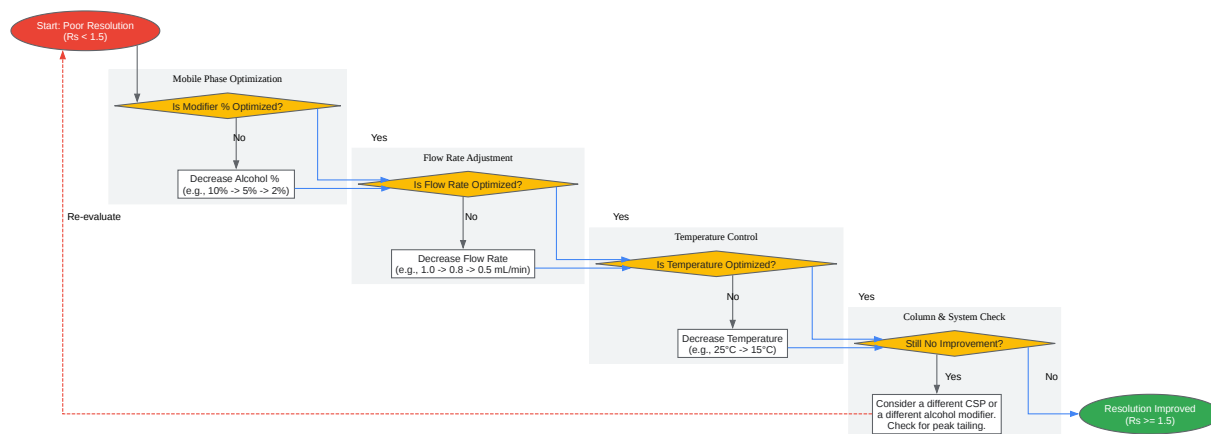 Start: Poor Resolution
(Rs < 1.5)
Mobile Phase Optimization
Is Modifier % Optimized?
No
Yes
Decrease Alcohol %
(e.g., 10% -> 5% -> 2%)
Flow Rate Adjustment
Is Flow Rate Optimized?
Re-evaluate
No
Yes
Decrease Flow Rate
(e.g., 1.0 -> 0.8 -> 0.5 mL/min)
Temperature Control
Is Temperature Optimized?
No
Yes
Decrease Temperature
(e.g., 25°C -> 15°C)
Column & System Check
Still No Improvement?
Yes
No
Consider a different CSP or
a different alcohol modifier.
Check for peak tailing.
Resolution Improved
(Rs >= 1.5)